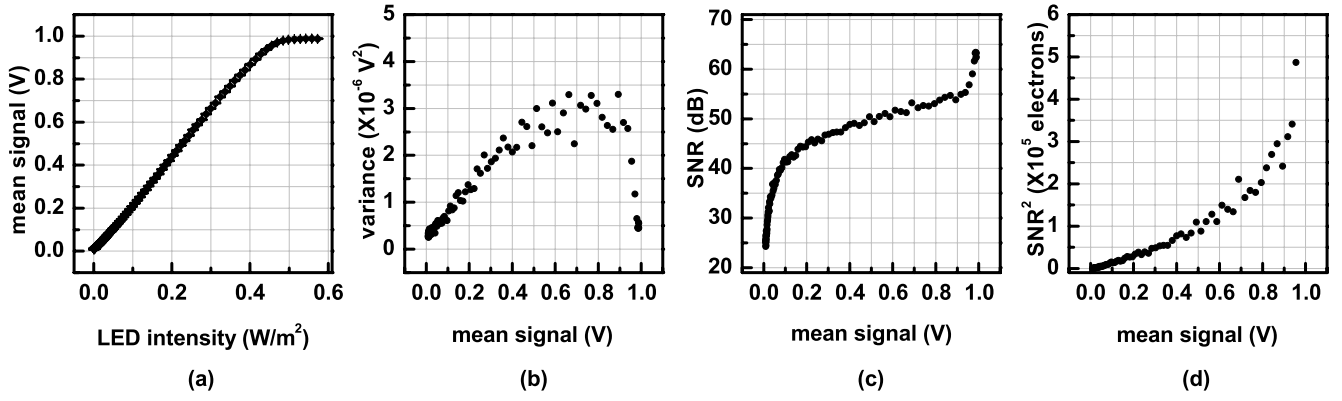 mean signal (V)
1.0
0.8
0.6
0.4
0.2
0.0
0.0 0.2 0.4 0.6
LED intensity (W/m²)
(a)
variance (X10⁻⁶ V²)
5
4
3
2
1
0
0.0 0.2 0.4 0.6 0.8 1.0
mean signal (V)
(b)
SNR (dB)
70
60
50
40
30
20
0.0 0.2 0.4 0.6 0.8 1.0
mean signal (V)
(c)
SNR² (X10⁵ electrons)
6
5
4
3
2
1
0
0.0 0.2 0.4 0.6 0.8 1.0
mean signal (V)
(d)